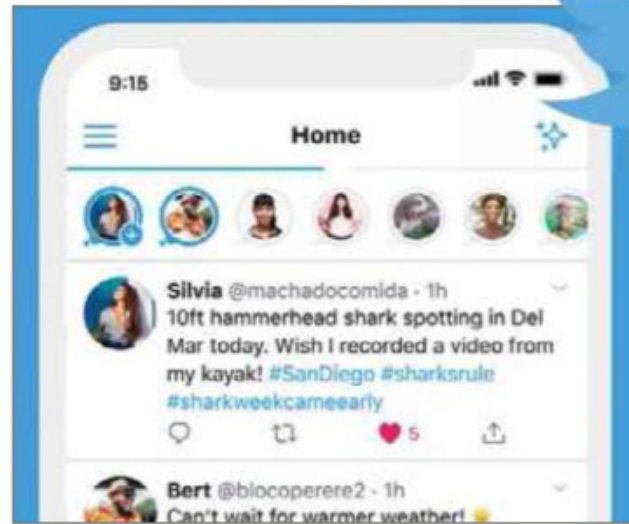 9:15
Home
Silvia @machadocomida · 1h
10ft hammerhead shark spotting in Del
Mar today. Wish I recorded a video from
my kayak! #SanDiego #sharksrule
#sharkweekcameearly
5
Bert @blocoperere2 · 1h
Can't wait for warmer weather! ☀️